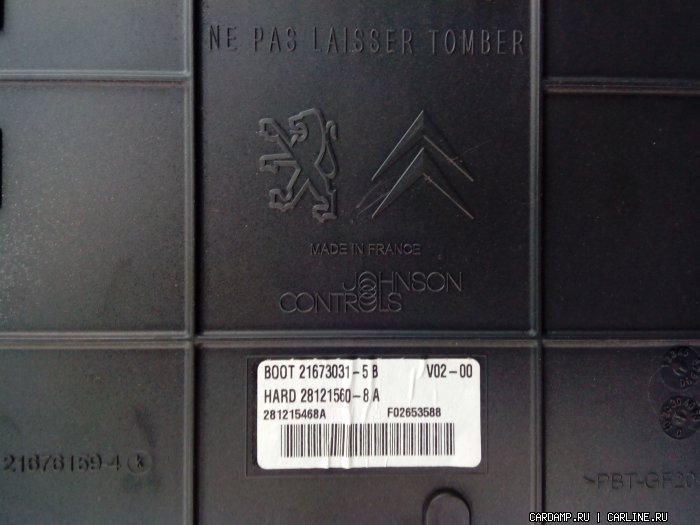 NE PAS LAISSER TOMBER
MADE IN FRANCE
JOHNSON
CONTROLS
BOOT 21673031-5 B V02-00
HARD 28121560-8 A
281215468A F02653588
21676159-4 K
>PBT-GF20
CARDAMP.RU | CARLINE.RU